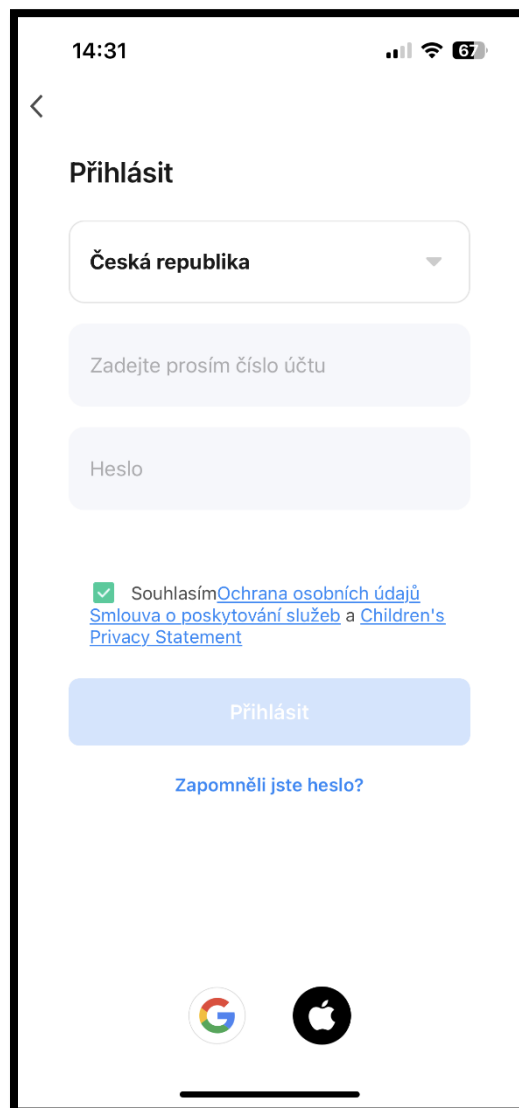 14:31
67
Přihlásit
Česká republika
Zadejte prosím číslo účtu
Heslo
SouhlasímOchrana osobních údajů
Smlouva o poskytování služeb a Children's
Privacy Statement
Přihlásit
Zapomněli jste heslo?